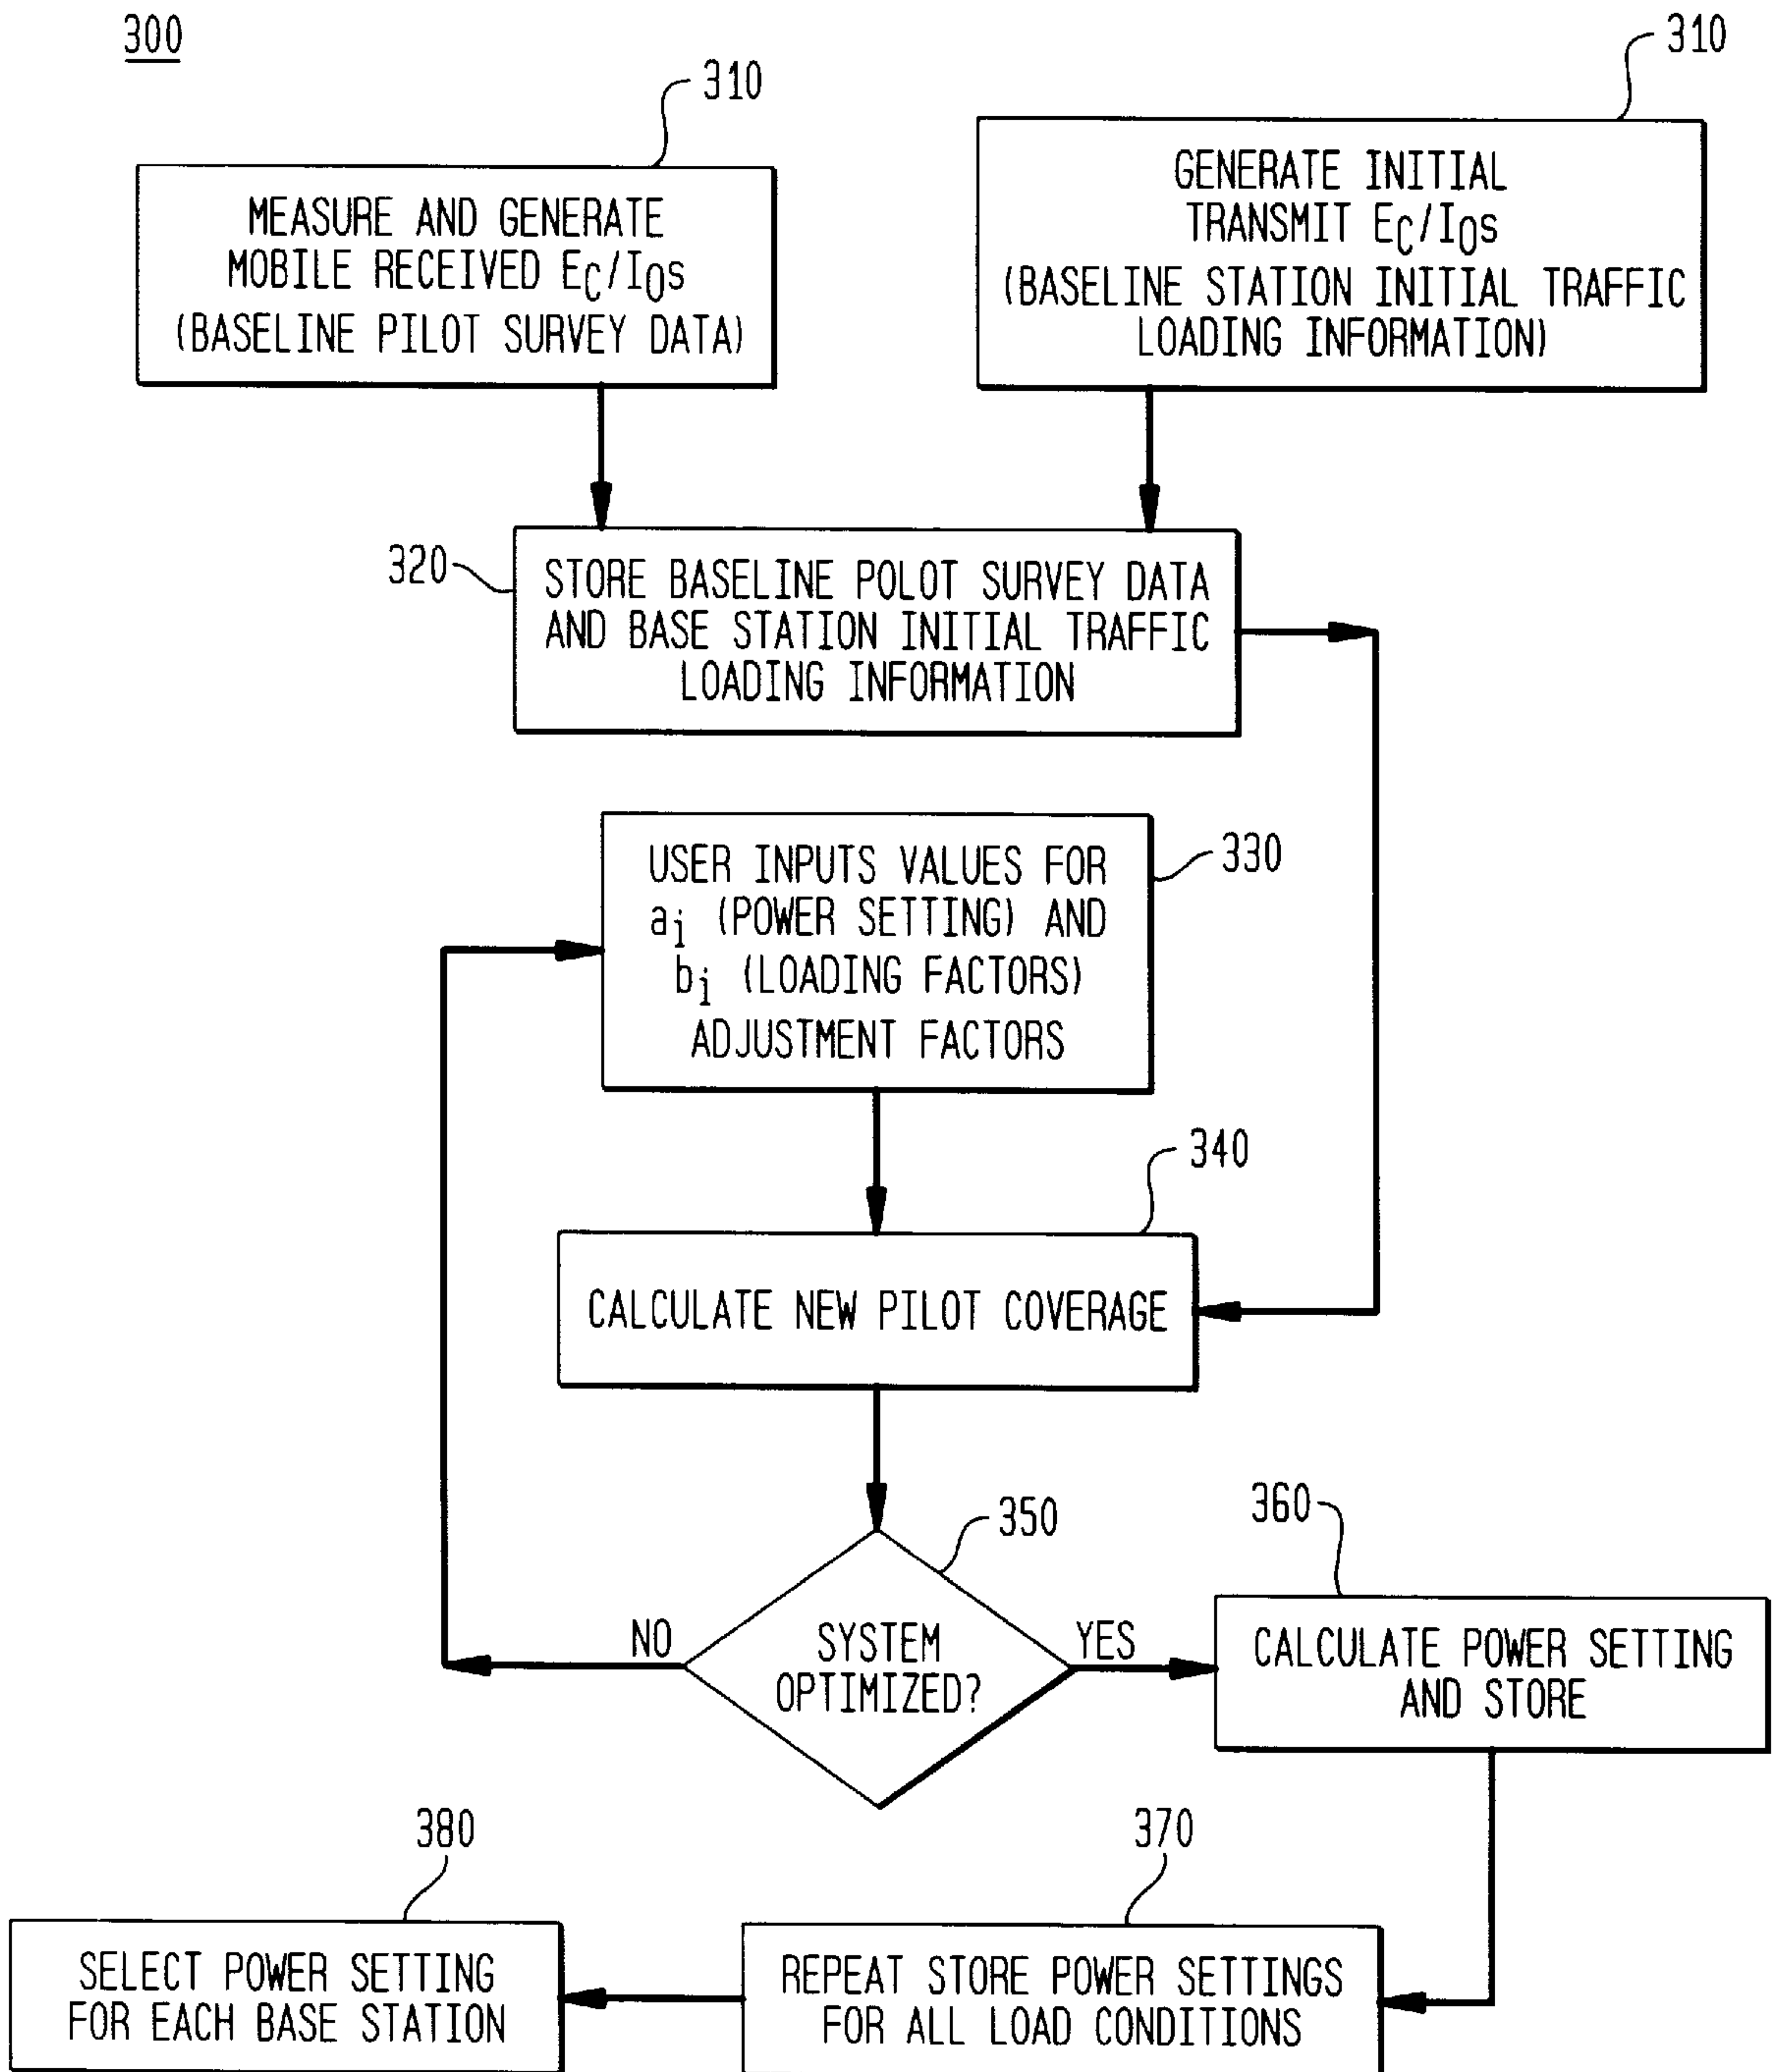 300
310
MEASURE AND GENERATE
MOBILE RECEIVED EC/I0s
(BASELINE PILOT SURVEY DATA)
310
GENERATE INITIAL
TRANSMIT EC/I0s
(BASELINE STATION INITIAL TRAFFIC
LOADING INFORMATION)
320
STORE BASELINE POLOT SURVEY DATA
AND BASE STATION INITIAL TRAFFIC
LOADING INFORMATION
330
USER INPUTS VALUES FOR
ai (POWER SETTING) AND
bi (LOADING FACTORS)
ADJUSTMENT FACTORS
340
CALCULATE NEW PILOT COVERAGE
350
SYSTEM
OPTIMIZED?
NO
YES
360
CALCULATE POWER SETTING
AND STORE
370
REPEAT STORE POWER SETTINGS
FOR ALL LOAD CONDITIONS
380
SELECT POWER SETTING
FOR EACH BASE STATION